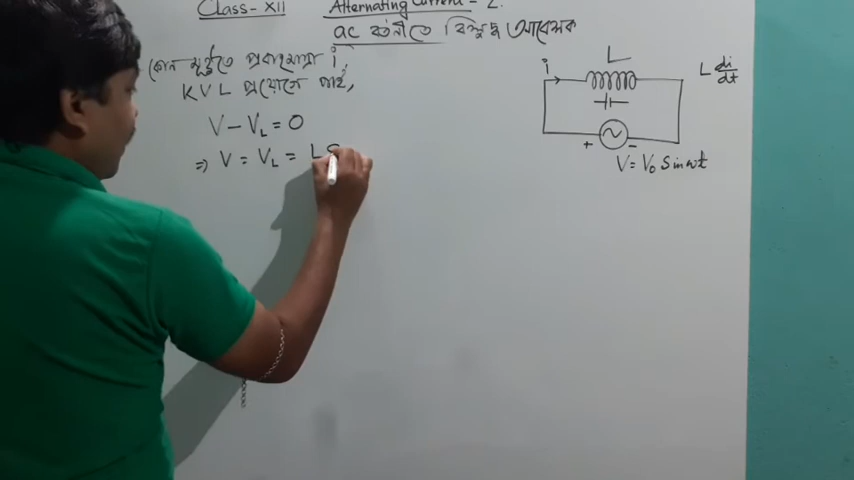 Class- XII
Alternating Current - 2.
ac বর্তনীতে বিশুদ্ধ আবেশক
কোন মূহুর্তে প্রবাহমাত্রা i,
KVL প্রয়োগে পাই,
V - V_L = 0
⇒ V = V_L = L
i
L
L di/dt
+ -
V = V₀ Sin ωt